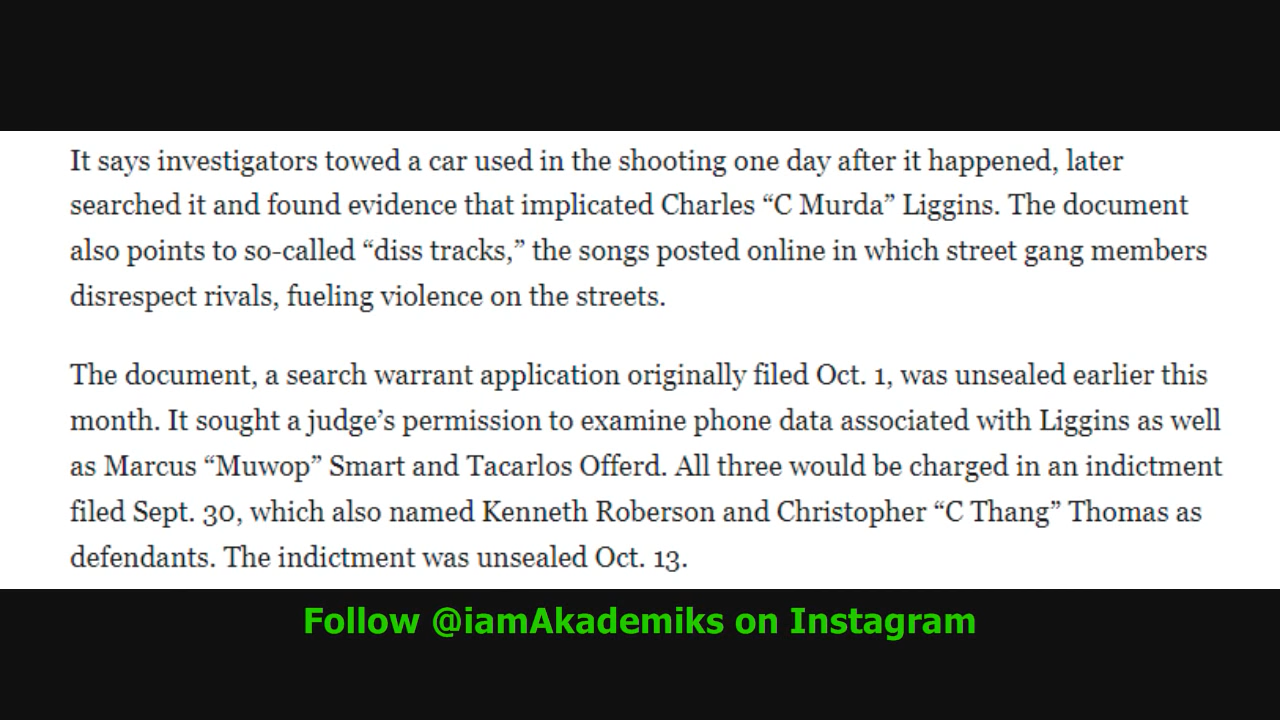 It says investigators towed a car used in the shooting one day after it happened, later
searched it and found evidence that implicated Charles “C Murda” Liggins. The document
also points to so-called “diss tracks,” the songs posted online in which street gang members
disrespect rivals, fueling violence on the streets.
The document, a search warrant application originally filed Oct. 1, was unsealed earlier this
month. It sought a judge’s permission to examine phone data associated with Liggins as well
as Marcus “Muwop” Smart and Tacarlos Offerd. All three would be charged in an indictment
filed Sept. 30, which also named Kenneth Roberson and Christopher “C Thang” Thomas as
defendants. The indictment was unsealed Oct. 13.
Follow @iamAkademiks on Instagram